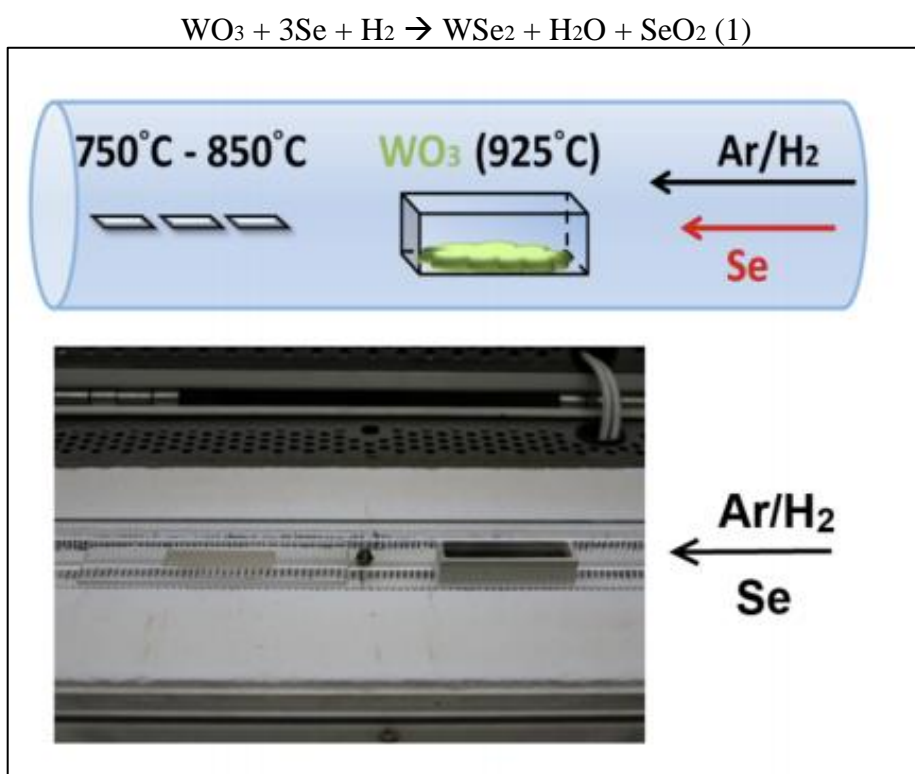 WO₃ + 3Se + H₂ → WSe₂ + H₂O + SeO₂ (1)
750°C - 850°C WO₃ (925°C) Ar/H₂
Se
Ar/H₂
Se